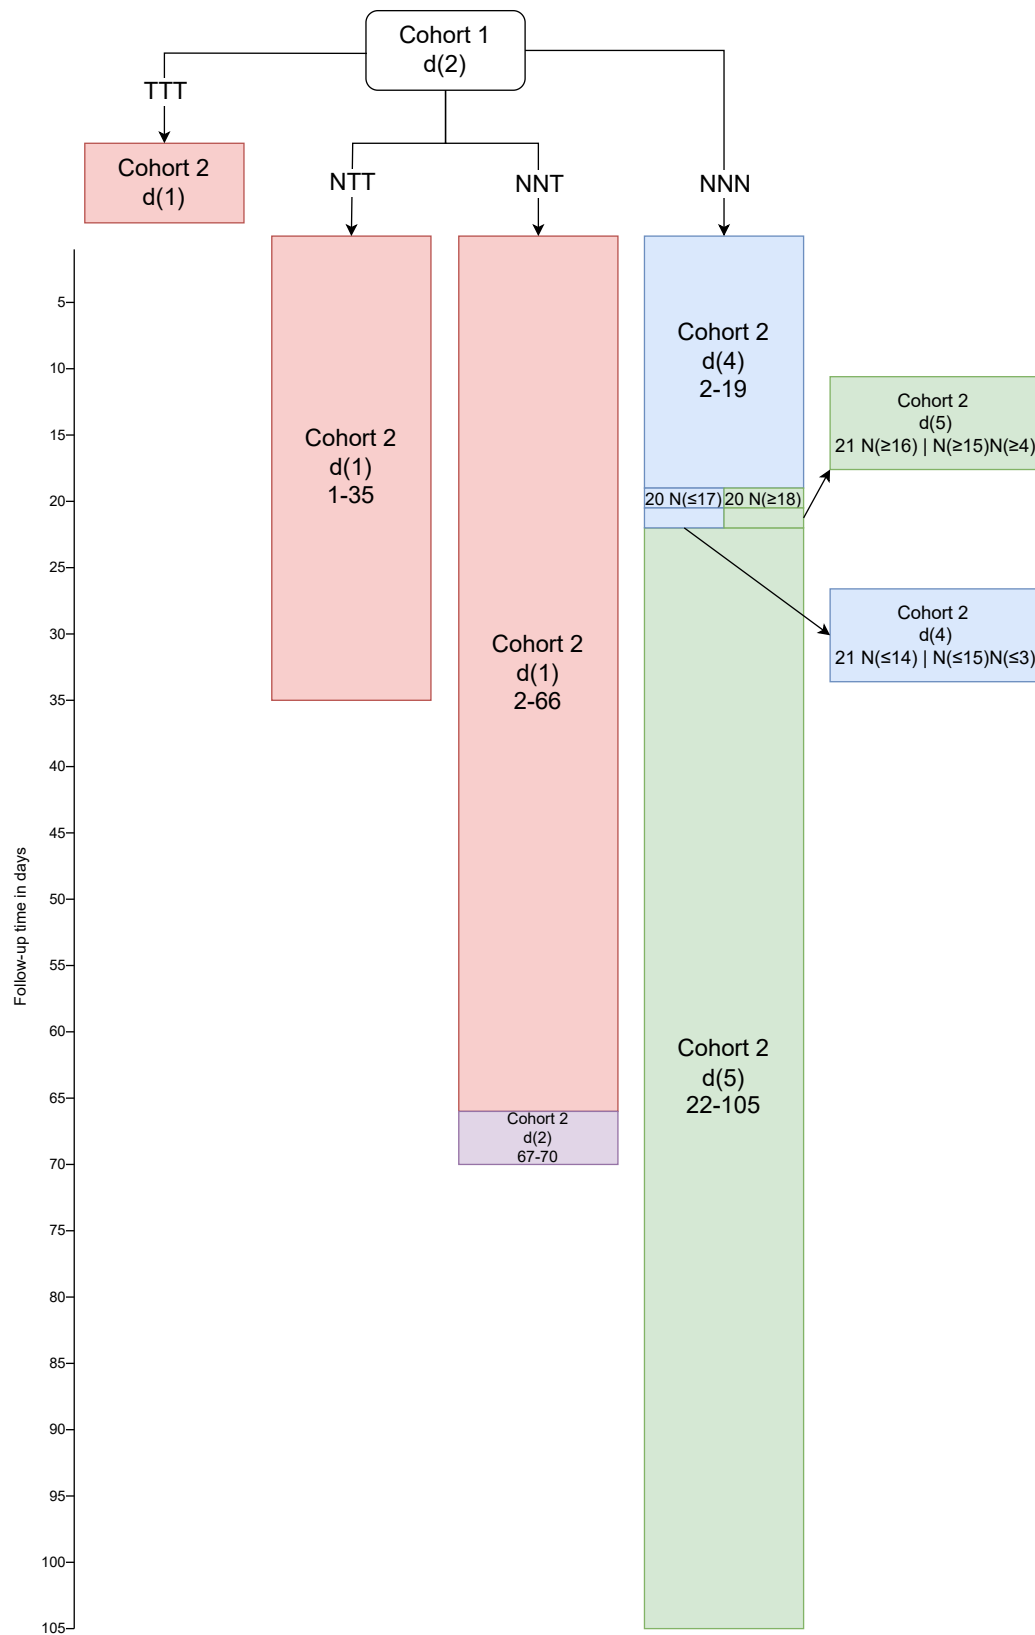 Cohort 1
d(2)
TTT
Cohort 2
d(1)
NTT
NNT
NNN
Cohort 2
d(1)
1-35
Cohort 2
d(1)
2-66
Cohort 2
d(2)
67-70
Cohort 2
d(4)
2-19
20 N(≤17)
20 N(≥18)
Cohort 2
d(5)
22-105
Cohort 2
d(5)
21 N(≥16) | N(≥15)N(≥4)
Cohort 2
d(4)
21 N(≤14) | N(≤15)N(≤3)
Follow-up time in days
5
10
15
20
25
30
35
40
45
50
55
60
65
70
75
80
85
90
95
100
105